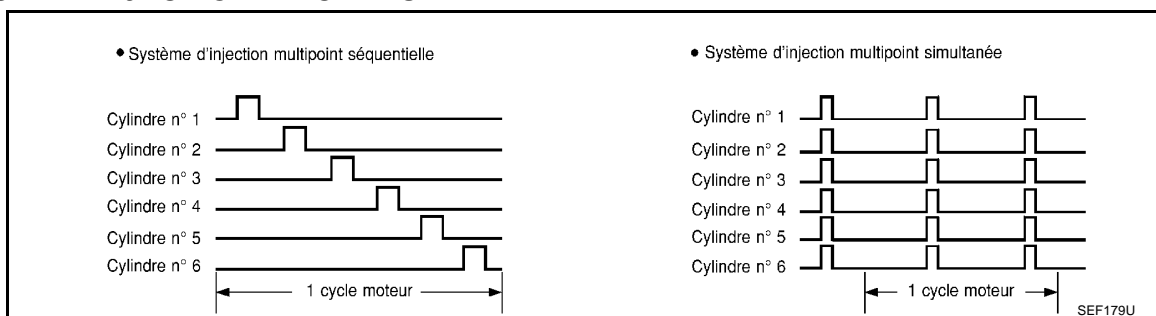 • Système d'injection multipoint séquentielle
Cylindre n° 1
Cylindre n° 2
Cylindre n° 3
Cylindre n° 4
Cylindre n° 5
Cylindre n° 6
1 cycle moteur
• Système d'injection multipoint simultanée
Cylindre n° 1
Cylindre n° 2
Cylindre n° 3
Cylindre n° 4
Cylindre n° 5
Cylindre n° 6
1 cycle moteur
SEF179U